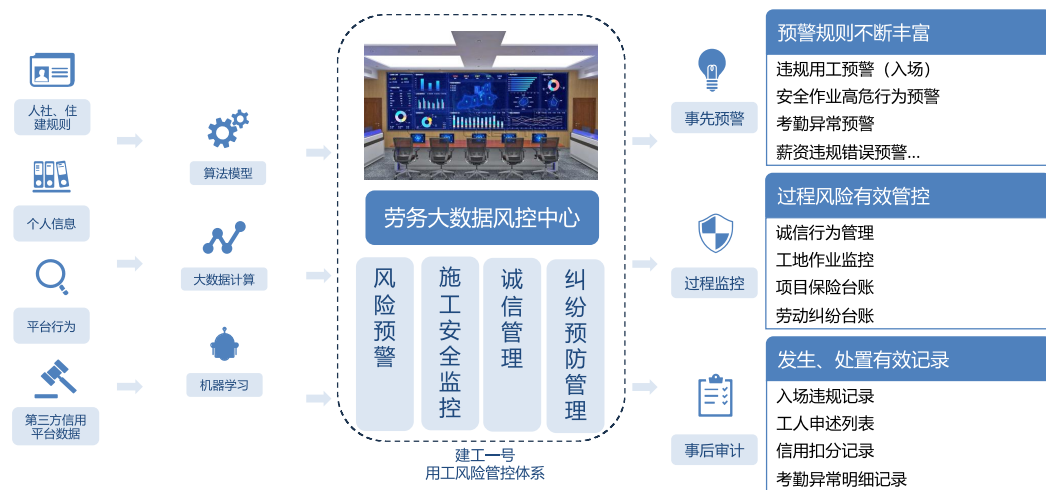 人社、住
建规则
个人信息
平台行为
第三方信用
平台数据
算法模型
大数据计算
机器学习
劳务大数据风控中心
风险预警
施工安全监控
诚信管理
纠纷预防管理
建工一号
用工风险管控体系
事先预警
预警规则不断丰富
违规用工预警（入场）
安全作业高危行为预警
考勤异常预警
薪资违规错误预警...
过程监控
过程风险有效管控
诚信行为管理
工地作业监控
项目保险台账
劳动纠纷台账
事后审计
发生、处置有效记录
入场违规记录
工人申述列表
信用扣分记录
考勤异常明细记录